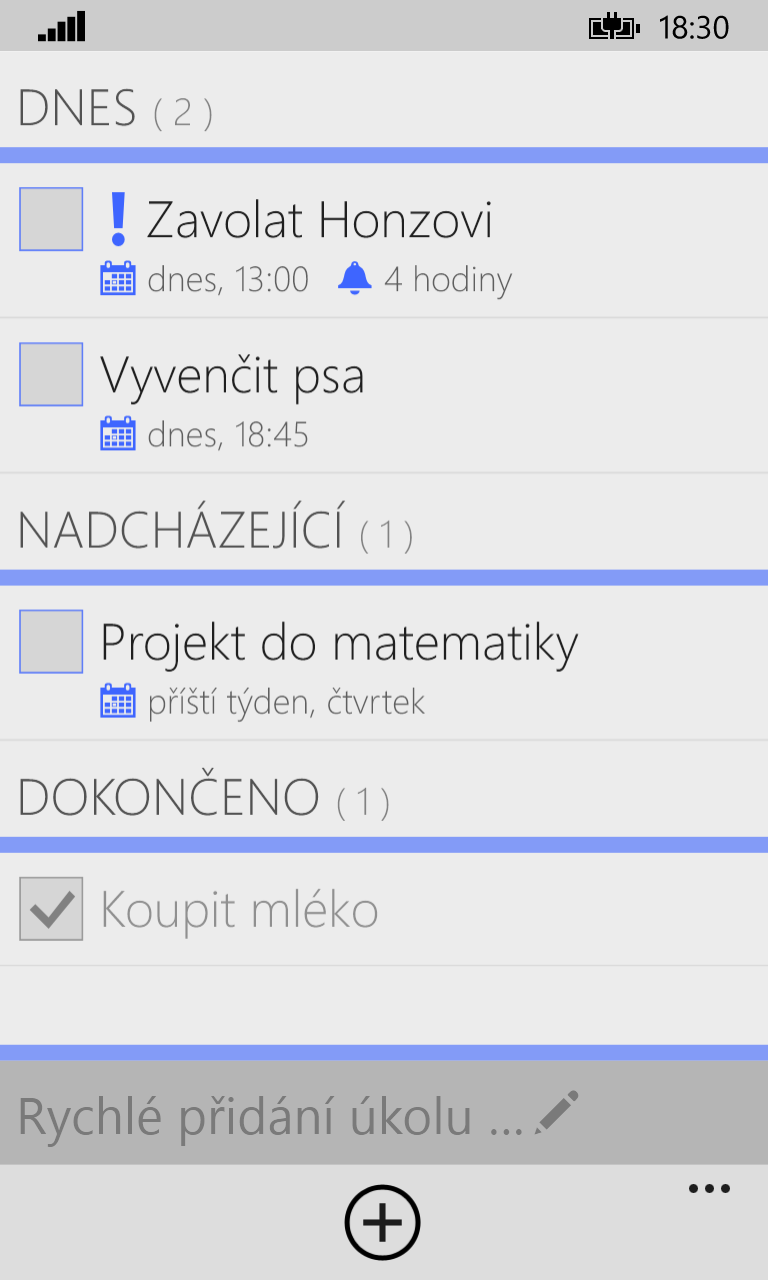 18:30
DNES (2)
Zavolat Honzovi
dnes, 13:00 4 hodiny
Vyvenčit psa
dnes, 18:45
NADCHÁZEJÍCÍ (1)
Projekt do matematiky
příští týden, čtvrtek
DOKONČENO (1)
Koupit mléko
Rychlé přidání úkolu ...